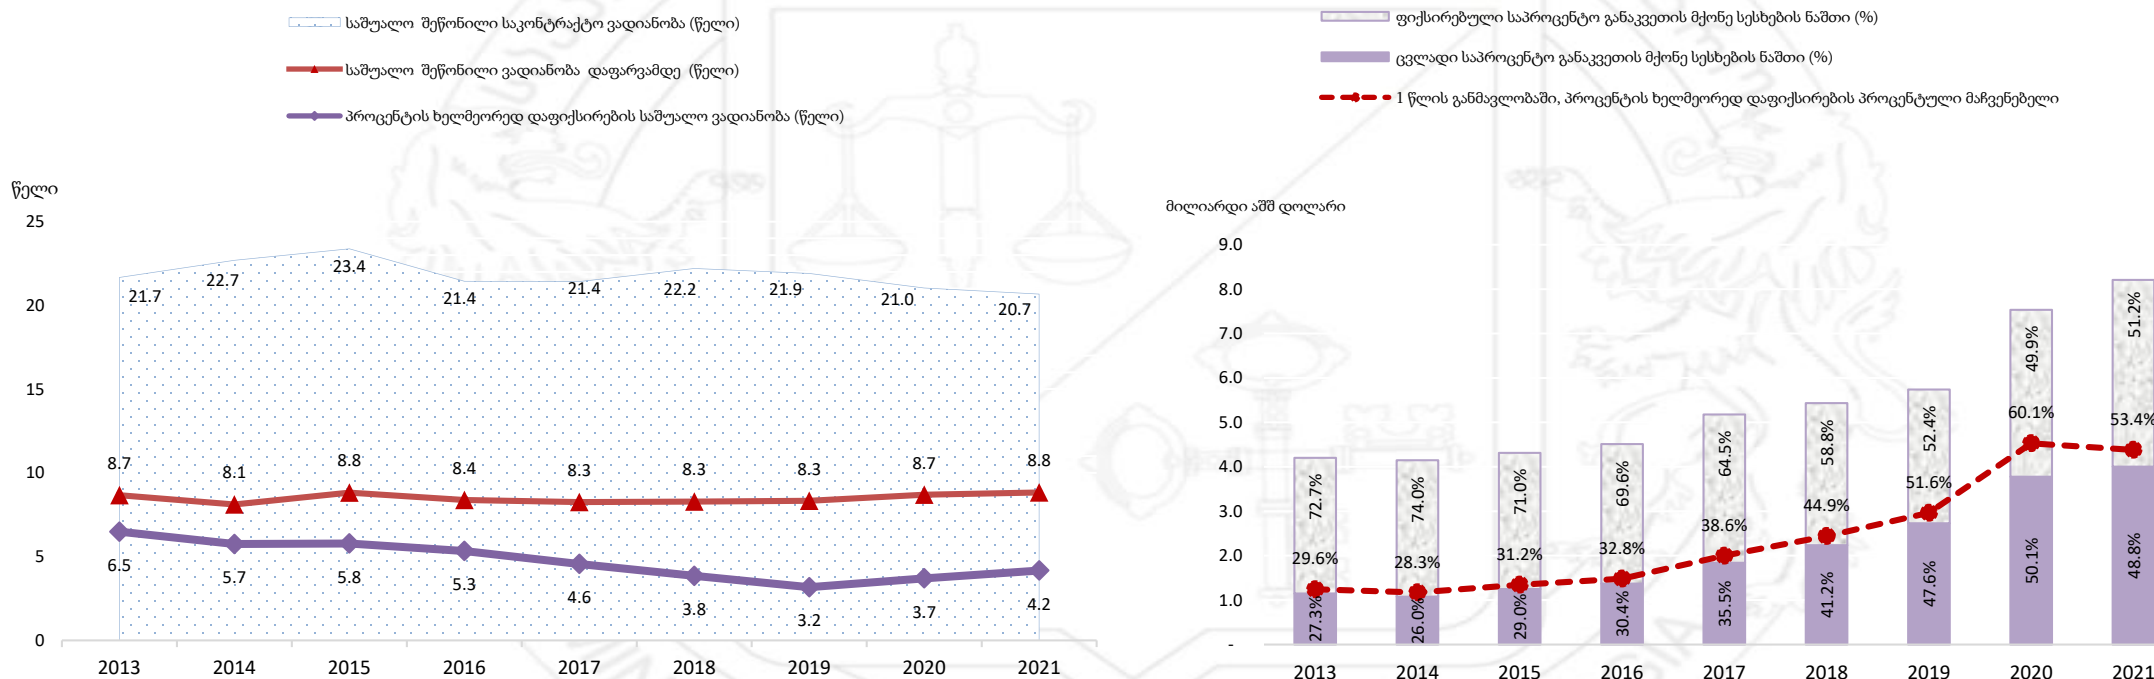 საშუალო შეწონილი საკონტრაქტო ვადიანობა (წელი)
საშუალო შეწონილი ვადიანობა დაფარვამდე (წელი)
პროცენტის ხელმეორედ დაფიქსირების საშუალო ვადიანობა (წელი)
წელი
25
20
15
10
5
0
21.7 22.7 23.4 21.4 21.4 22.2 21.9 21.0 20.7
8.7 8.1 8.8 8.4 8.3 8.3 8.3 8.7 8.8
6.5 5.7 5.8 5.3 4.6 3.8 3.2 3.7 4.2
2013 2014 2015 2016 2017 2018 2019 2020 2021
ფიქსირებული საპროცენტო განაკვეთის მქონე სესხების ნაშთი (%)
ცვლადი საპროცენტო განაკვეთის მქონე სესხების ნაშთი (%)
1 წლის განმავლობაში, პროცენტის ხელმეორედ დაფიქსირების პროცენტული მაჩვენებელი
მილიარდი აშშ დოლარი
9.0
8.0
7.0
6.0
5.0
4.0
3.0
2.0
1.0
-
72.7% 74.0% 71.0% 69.6% 64.5% 58.8% 52.4% 49.9% 51.2%
29.6% 28.3% 31.2% 32.8% 38.6% 44.9% 51.6% 60.1% 53.4%
27.3% 26.0% 29.0% 30.4% 35.5% 41.2% 47.6% 50.1% 48.8%
2013 2014 2015 2016 2017 2018 2019 2020 2021